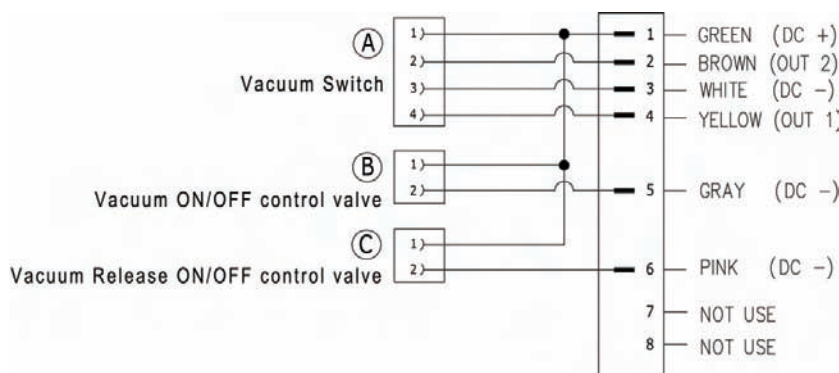 A 1) 1 GREEN (DC +)
2) 2 BROWN (OUT 2)
Vacuum Switch 3) 3 WHITE (DC -)
4) 4 YELLOW (OUT 1)
B 1)
Vacuum ON/OFF control valve 2) 5 GRAY (DC -)
C 1)
Vacuum Release ON/OFF control valve 2) 6 PINK (DC -)
7 NOT USE
8 NOT USE